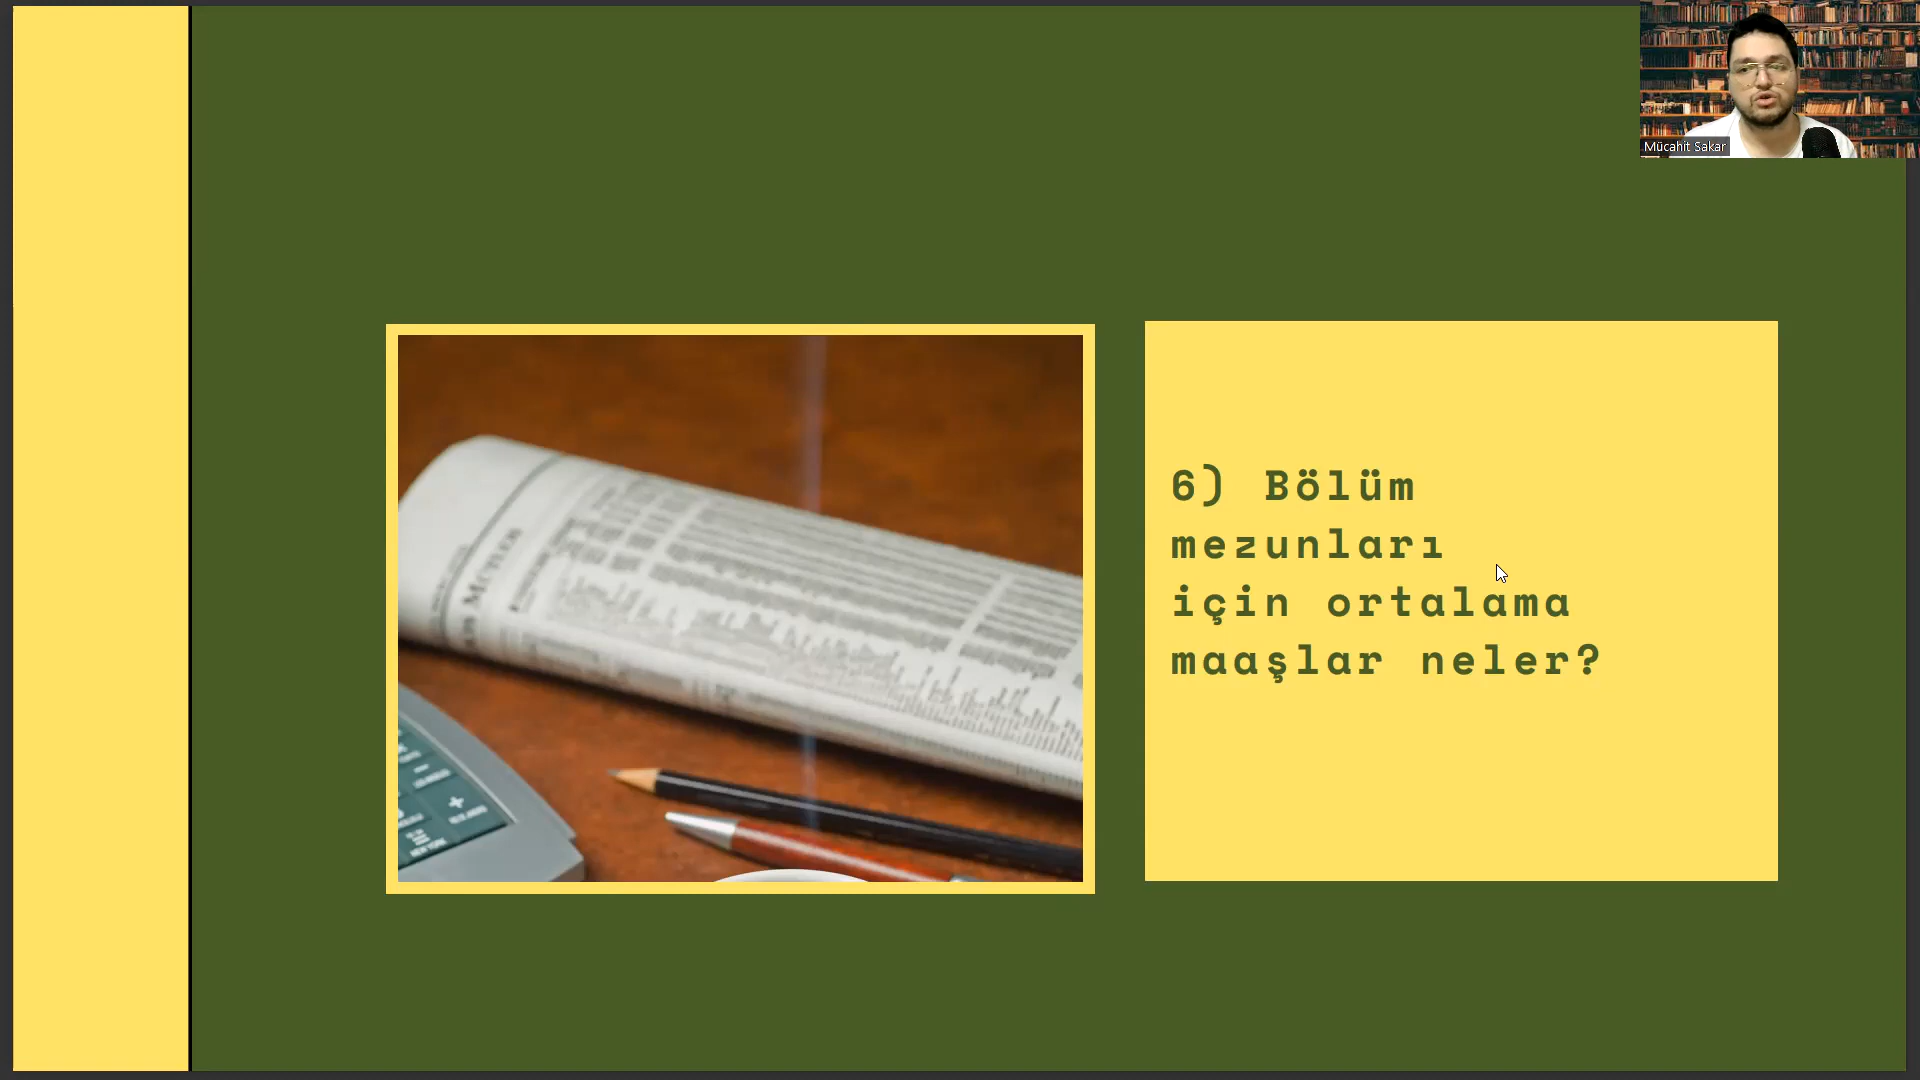 Mücahit Sakar
6) Bölüm
mezunları
için ortalama
maaşlar neler?